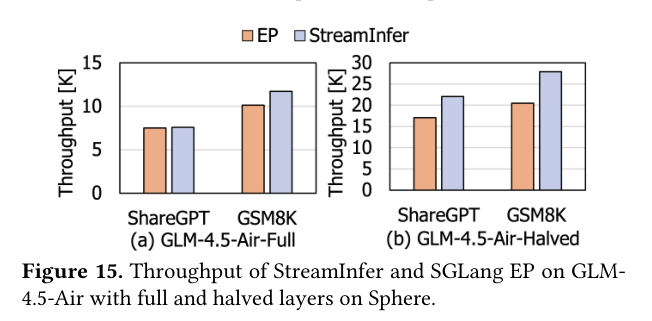 EP StreamInfer
Throughput [K]
15
10
5
0
ShareGPT GSM8K
(a) GLM-4.5-Air-Full
Throughput [K]
30
25
20
15
10
5
0
ShareGPT GSM8K
(b) GLM-4.5-Air-Halved
Figure 15. Throughput of StreamInfer and SGLang EP on GLM-
4.5-Air with full and halved layers on Sphere.